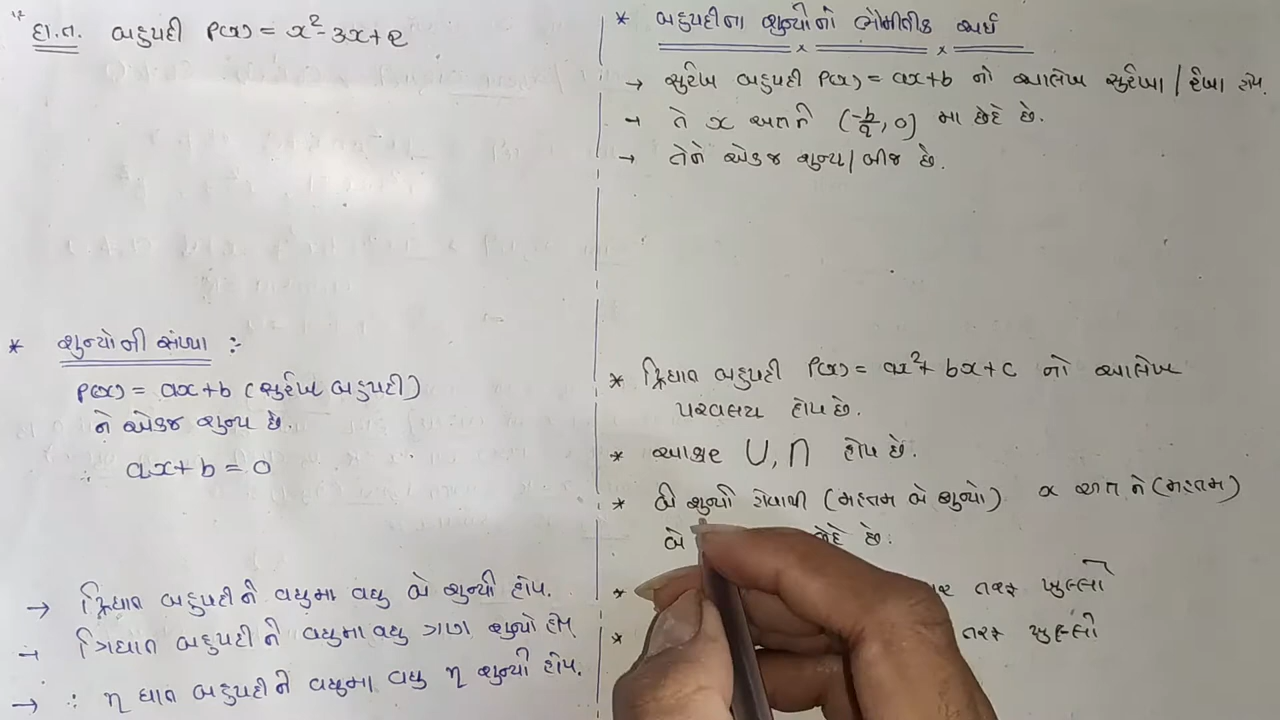 દા.ત. બહુપદી P(x) = x² - 3x + 2
* શુન્યોની સંખ્યા :-
P(x) = ax + b (સુરેખ બહુપદી)
ને એકજ શુન્ય છે.
∴ ax + b = 0
→ દ્વિઘાત બહુપદીને વધુમા વધુ બે શુન્યો હોય.
→ ત્રિઘાત બહુપદી ને વધુમા વધુ ત્રણ શુન્યો હોય
→ ∴ n ઘાત બહુપદીને વધુમા વધુ n શુન્યો હોય.
* બહુપદીના શુન્યોનો ભૌમીતીક અર્થ
→ સુરેખ બહુપદી P(x) = ax + b નો આલેખ સુરેખા / રેખા હોય.
→ તે x અક્ષને (-b/a, 0) મા છેદે છે.
→ તેને એકજ શુન્ય / બીજ છે.
* દ્વિઘાત બહુપદી P(x) = ax² + bx + c નો આલેખ
પરવલય હોય છે.
* આકાર U, ∩ હોય છે.
* બે શુન્યો હોવાથી (મહત્તમ બે શુન્યો) x અક્ષ ને (મહત્તમ)
બે છેદે છે.
* તરફ ખુલ્લો
* તરફ ખુલ્લો